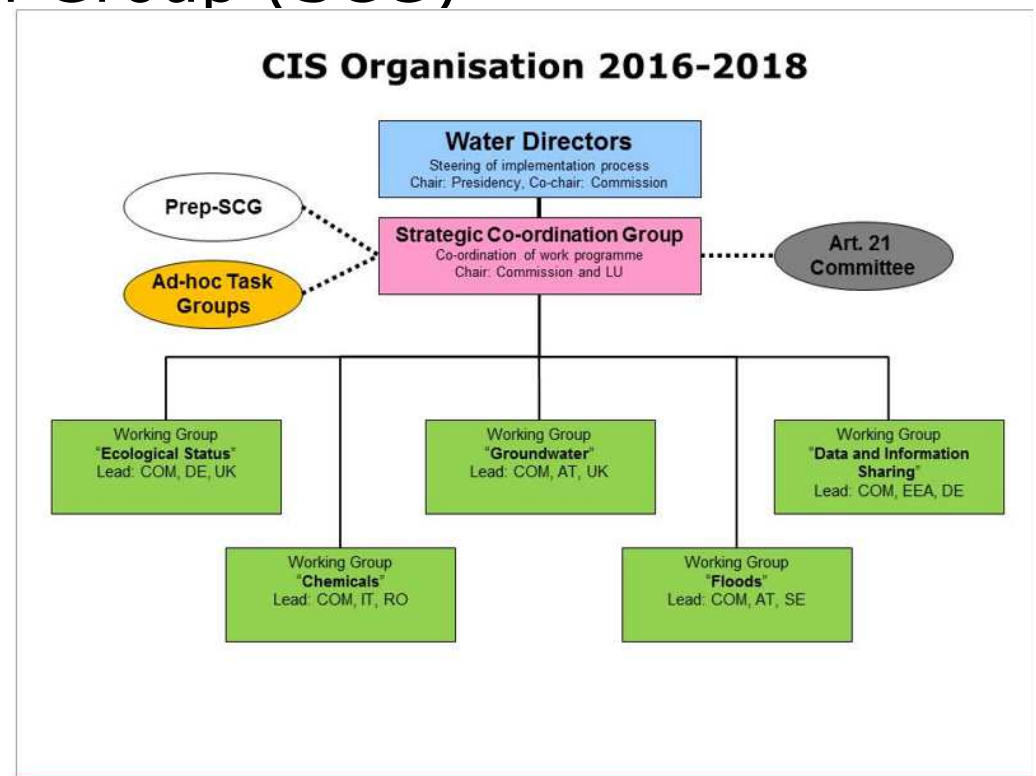 Group (SCG)
CIS Organisation 2016-2018
Water Directors
Steering of implementation process
Chair: Presidency, Co-chair: Commission
Prep-SCG
Strategic Co-ordination Group
Co-ordination of work programme
Chair: Commission and LU
Art. 21
Committee
Ad-hoc Task
Groups
Working Group
"Ecological Status"
Lead: COM, DE, UK
Working Group
"Groundwater"
Lead: COM, AT, UK
Working Group
"Data and Information
Sharing"
Lead: COM, EEA, DE
Working Group
"Chemicals"
Lead: COM, IT, RO
Working Group
"Floods"
Lead: COM, AT, SE